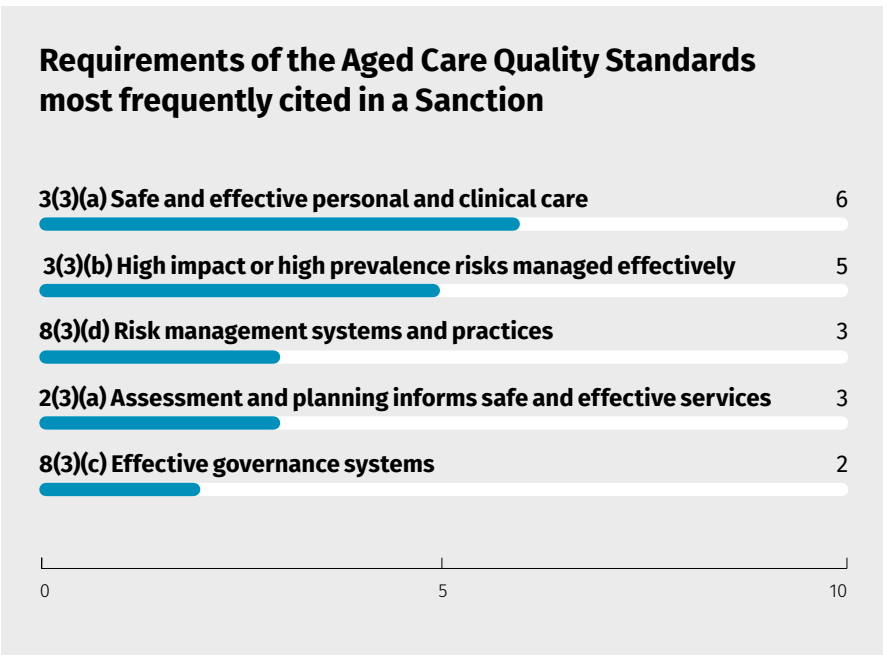 Requirements of the Aged Care Quality Standards
most frequently cited in a Sanction
3(3)(a) Safe and effective personal and clinical care 6
3(3)(b) High impact or high prevalence risks managed effectively 5
8(3)(d) Risk management systems and practices 3
2(3)(a) Assessment and planning informs safe and effective services 3
8(3)(c) Effective governance systems 2
0 5 10